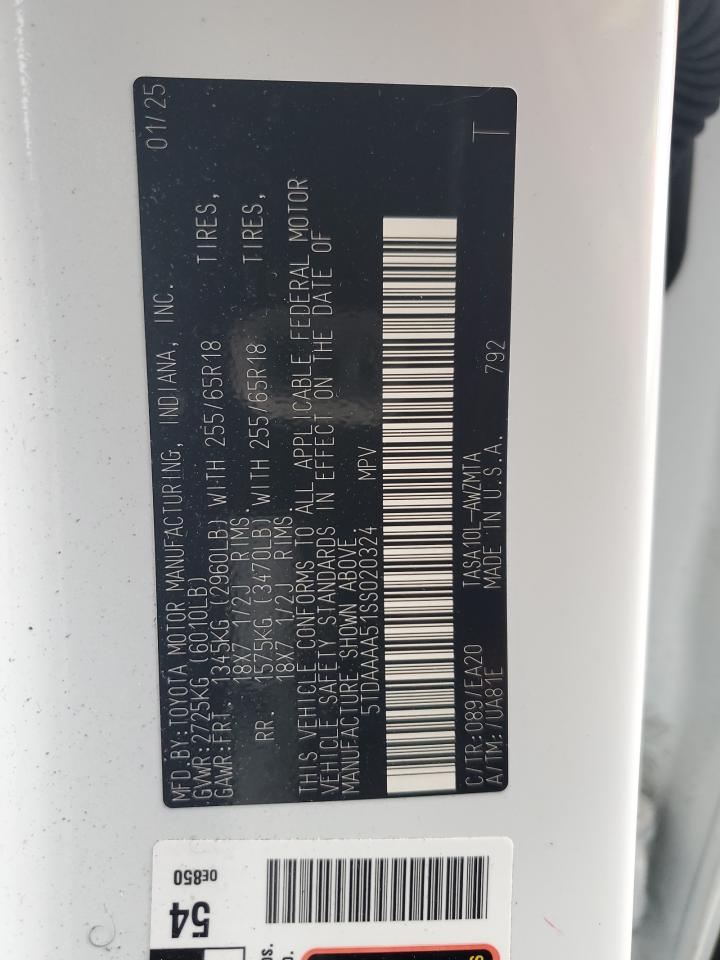 MFD.BY:TOYOTA MOTOR MANUFACTURING, INDIANA, INC. 01/25
GVWR:2725KG (6010LB)
GAWR:FRT. 1345KG (2960LB) WITH 255/65R18 TIRES,
18X7 1/2J RIMS.
RR. 1575KG (3470LB) WITH 255/65R18 TIRES,
18X7 1/2J RIMS.
THIS VEHICLE CONFORMS TO ALL APPLICABLE FEDERAL MOTOR
VEHICLE SAFETY STANDARDS IN EFFECT ON THE DATE OF
MANUFACTURE SHOWN ABOVE.
5TDAAAA51SS020324 MPV
C/TR:089/EA20 TASA10L-AWZMTA
A/TM:/UA81E MADE IN U.S.A. 792 T
54
0E850